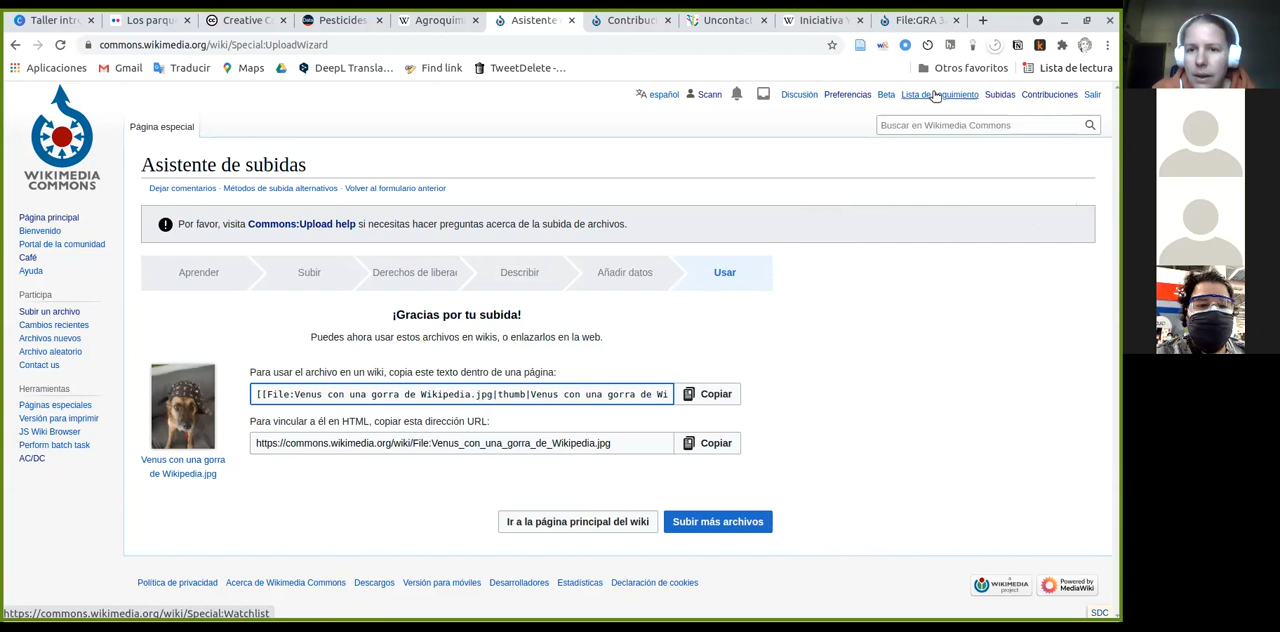 Taller intr
Los parqu
Creative C
Pesticides
Agroquím
Asistente
Contribuc
Uncontac
Iniciativa
File:GRA 3
commons.wikimedia.org/wiki/Special:UploadWizard
Aplicaciones
Gmail
Traducir
Maps
DeepL Transla...
Find link
TweetDelete -...
Otros favoritos
Lista de lectura
español
Scann
Discusión
Preferencias
Beta
Lista de seguimiento
Subidas
Contribuciones
Salir
Página especial
Buscar en Wikimedia Commons
WIKIMEDIA
COMMONS
Asistente de subidas
Dejar comentarios · Métodos de subida alternativos · Volver al formulario anterior
Por favor, visita Commons:Upload help si necesitas hacer preguntas acerca de la subida de archivos.
Página principal
Bienvenido
Portal de la comunidad
Café
Ayuda
Participa
Subir un archivo
Cambios recientes
Archivos nuevos
Archivo aleatorio
Contact us
Herramientas
Páginas especiales
Versión para imprimir
JS Wiki Browser
Perform batch task
AC/DC
Aprender
Subir
Derechos de liberac
Describir
Añadir datos
Usar
¡Gracias por tu subida!
Puedes ahora usar estos archivos en wikis, o enlazarlos en la web.
Para usar el archivo en un wiki, copia este texto dentro de una página:
[[File:Venus con una gorra de Wikipedia.jpg|thumb|Venus con una gorra de Wi
Copiar
Para vincular a él en HTML, copiar esta dirección URL:
https://commons.wikimedia.org/wiki/File:Venus_con_una_gorra_de_Wikipedia.jpg
Copiar
Venus con una gorra
de Wikipedia.jpg
Ir a la página principal del wiki
Subir más archivos
Política de privacidad
Acerca de Wikimedia Commons
Descargos
Versión para móviles
Desarrolladores
Estadísticas
Declaración de cookies
a
WIKIMEDIA
project
Powered by
MediaWiki
https://commons.wikimedia.org/wiki/Special:Watchlist
SDC